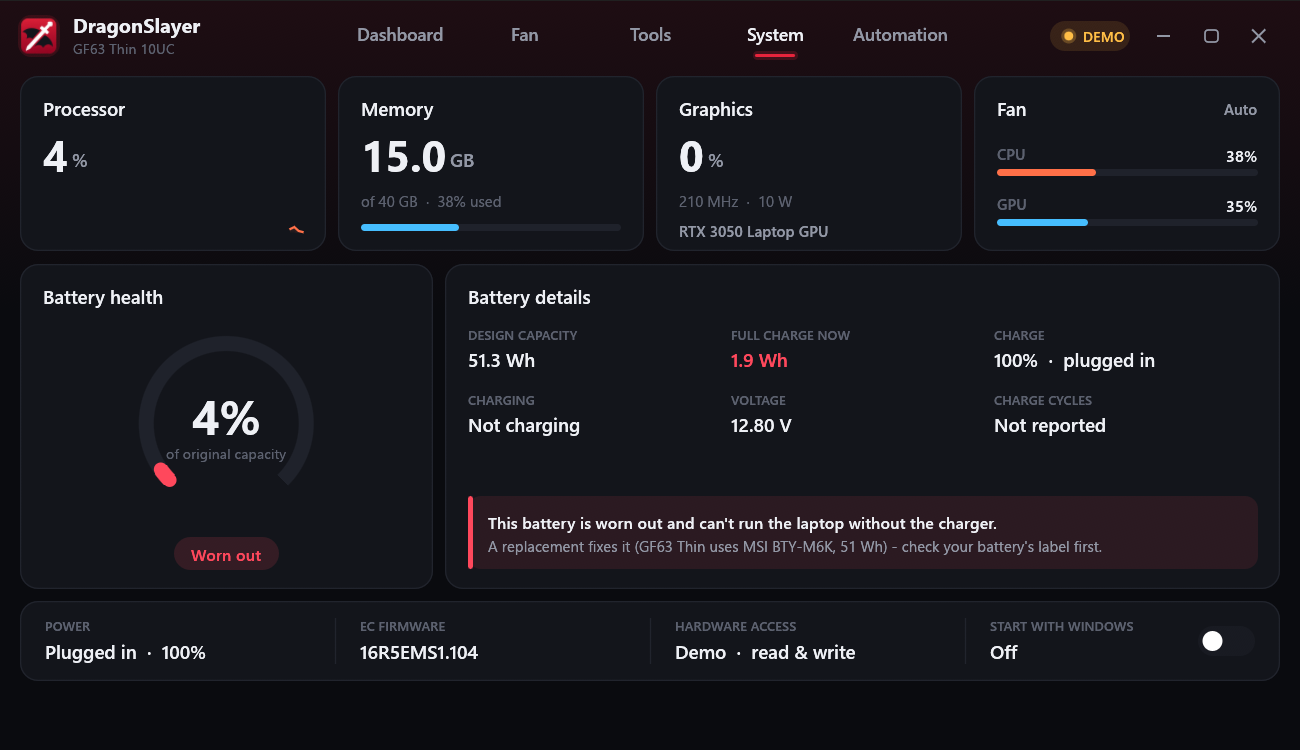 DragonSlayer
GF63 Thin 10UC
Dashboard
Fan
Tools
System
Automation
DEMO
Processor
4 %
Memory
15.0 GB
of 40 GB · 38% used
Graphics
0 %
210 MHz · 10 W
RTX 3050 Laptop GPU
Fan
Auto
CPU
38%
GPU
35%
Battery health
4%
of original capacity
Worn out
Battery details
DESIGN CAPACITY
51.3 Wh
FULL CHARGE NOW
1.9 Wh
CHARGE
100% · plugged in
CHARGING
Not charging
VOLTAGE
12.80 V
CHARGE CYCLES
Not reported
This battery is worn out and can't run the laptop without the charger.
A replacement fixes it (GF63 Thin uses MSI BTY-M6K, 51 Wh) - check your battery's label first.
POWER
Plugged in · 100%
EC FIRMWARE
16R5EMS1.104
HARDWARE ACCESS
Demo · read & write
START WITH WINDOWS
Off